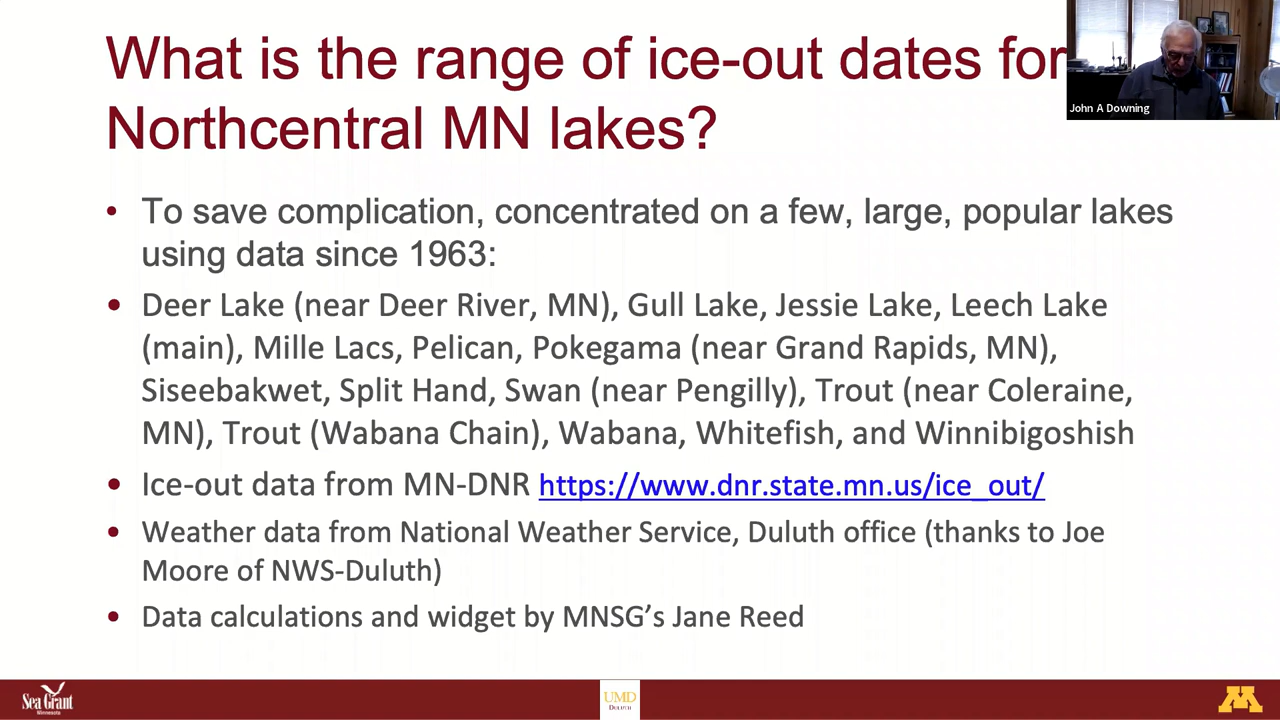 What is the range of ice-out dates for
Northcentral MN lakes?
John A Downing
• To save complication, concentrated on a few, large, popular lakes
using data since 1963:
• Deer Lake (near Deer River, MN), Gull Lake, Jessie Lake, Leech Lake
(main), Mille Lacs, Pelican, Pokegama (near Grand Rapids, MN),
Siseebakwet, Split Hand, Swan (near Pengilly), Trout (near Coleraine,
MN), Trout (Wabana Chain), Wabana, Whitefish, and Winnibigoshish
• Ice-out data from MN-DNR https://www.dnr.state.mn.us/ice_out/
• Weather data from National Weather Service, Duluth office (thanks to Joe
Moore of NWS-Duluth)
• Data calculations and widget by MNSG’s Jane Reed
Sea Grant
Minnesota
UMD
DULUTH
M